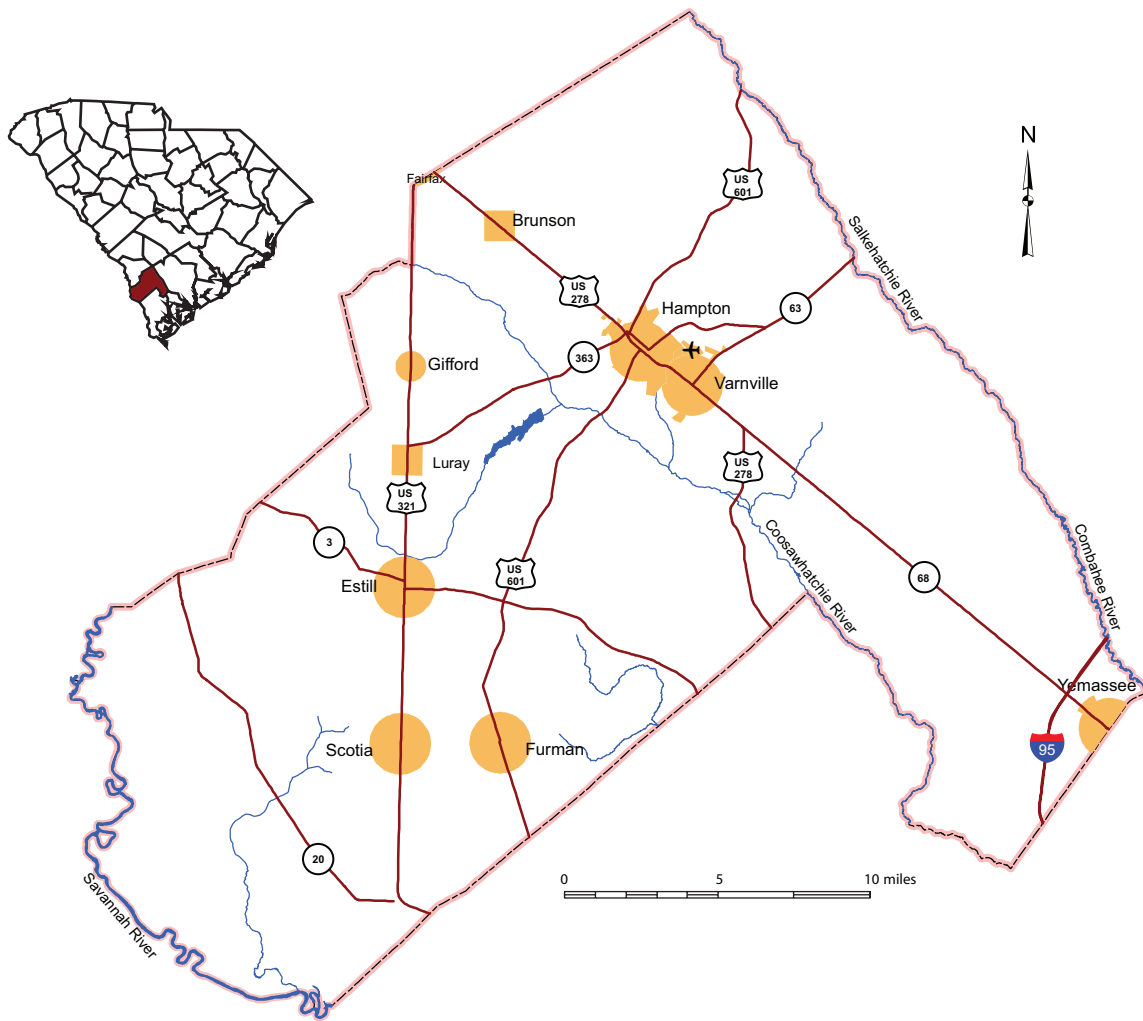 N
Fairfax
US
601
Brunson
Salkehatchie River
US
278
Hampton
63
363
Gifford
Varnville
Luray
US
278
US
321
3
Coosawhatchie River
Combahee River
US
601
68
Estill
Yemassee
Scotia
Furman
95
20
0 5 10 miles
Savannah River